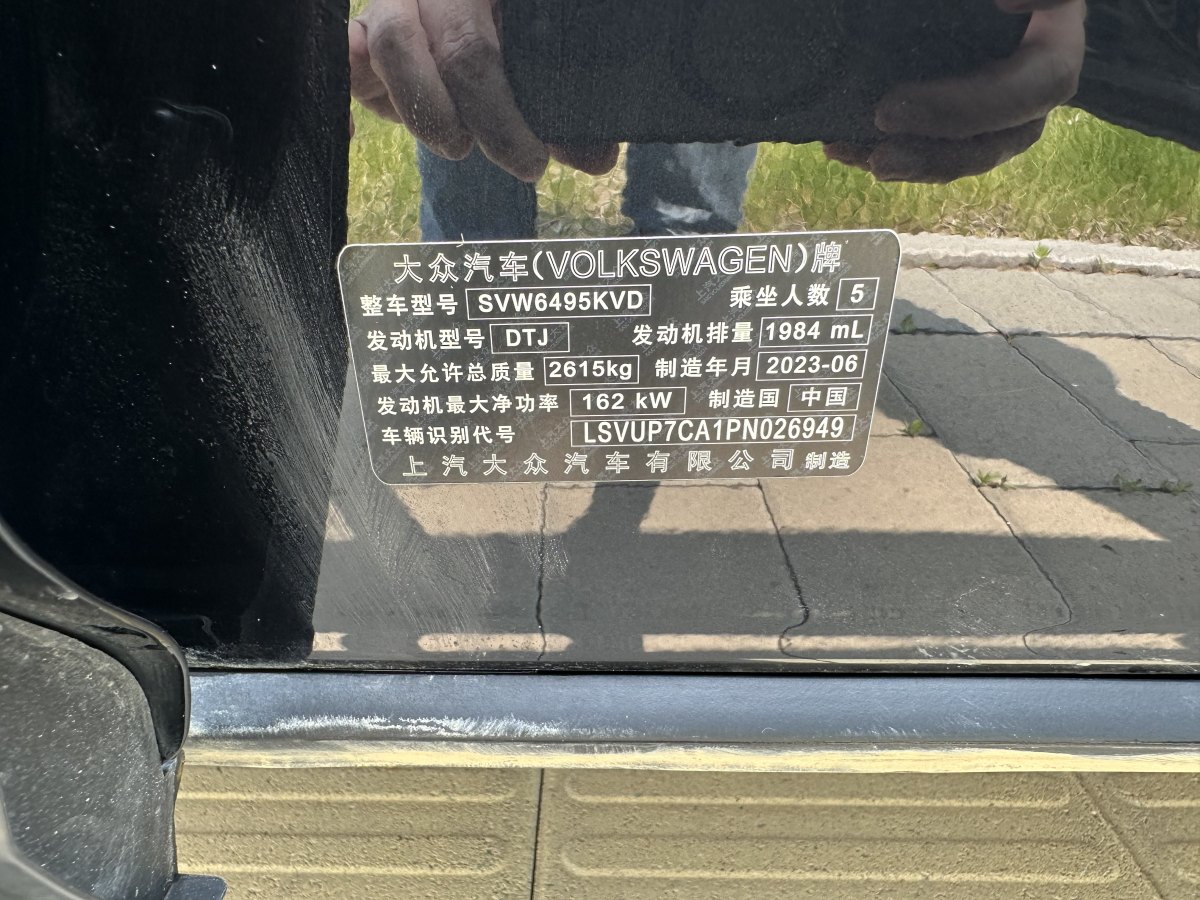 大众汽车(VOLKSWAGEN)牌
整车型号 SVW6495KVD 乘坐人数 5
发动机型号 DTJ 发动机排量 1984 mL
最大允许总质量 2615kg 制造年月 2023-06
发动机最大净功率 162 kW 制造国 中国
车辆识别代号 LSVUP7CA1PN026949
上汽大众汽车有限公司 制造